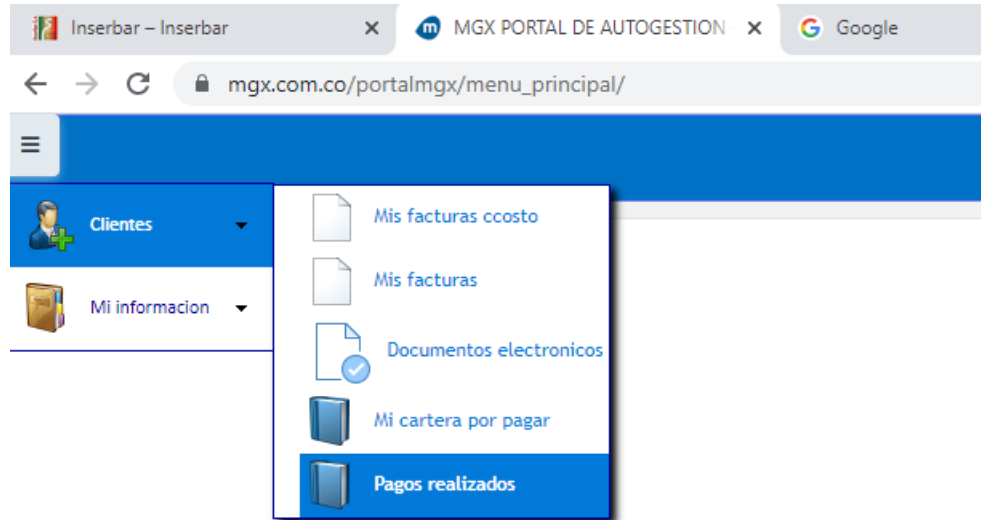 Inserbar – Inserbar
MGX PORTAL DE AUTOGESTION
Google
mgx.com.co/portalmgx/menu_principal/
Clientes
Mi informacion
Mis facturas ccosto
Mis facturas
Documentos electronicos
Mi cartera por pagar
Pagos realizados